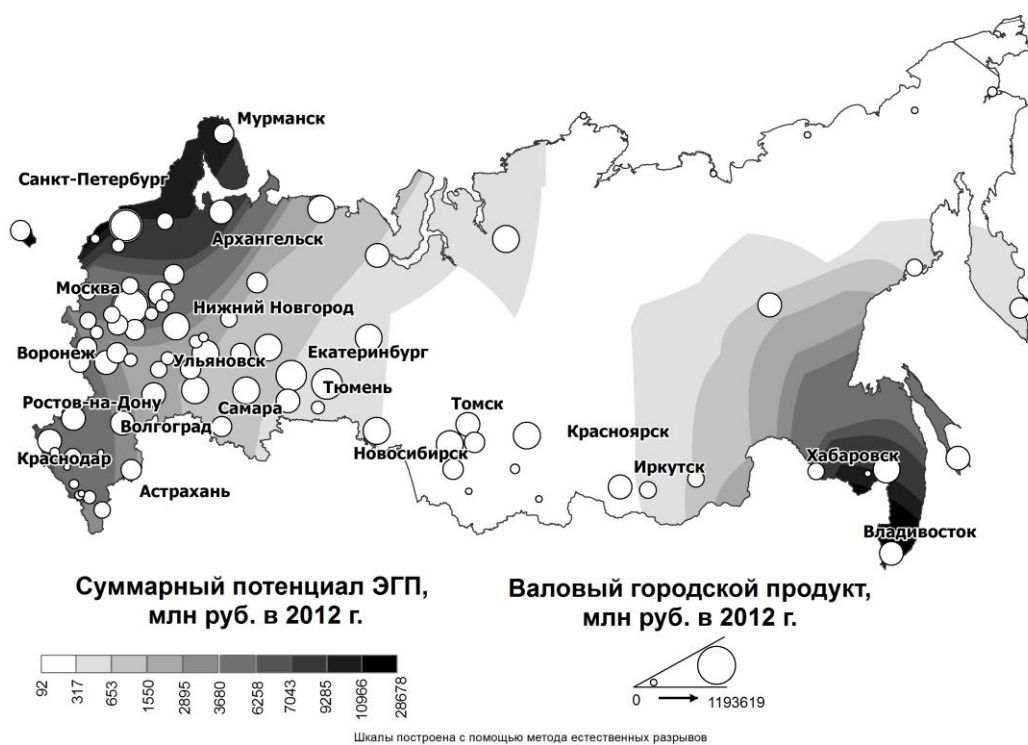 Мурманск
Санкт-Петербург
Архангельск
Москва
Нижний Новгород
Воронеж
Ульяновск
Екатеринбург
Тюмень
Ростов-на-Дону
Самара
Волгоград
Томск
Красноярск
Краснодар
Новосибирск
Иркутск
Хабаровск
Астрахань
Владивосток
Суммарный потенциал ЭГП,
млн руб. в 2012 г.
92
317
653
1550
2895
3680
6258
7043
9285
10966
28678
Валовый городской продукт,
млн руб. в 2012 г.
0
1193619
Шкалы построена с помощью метода естественных разрывов